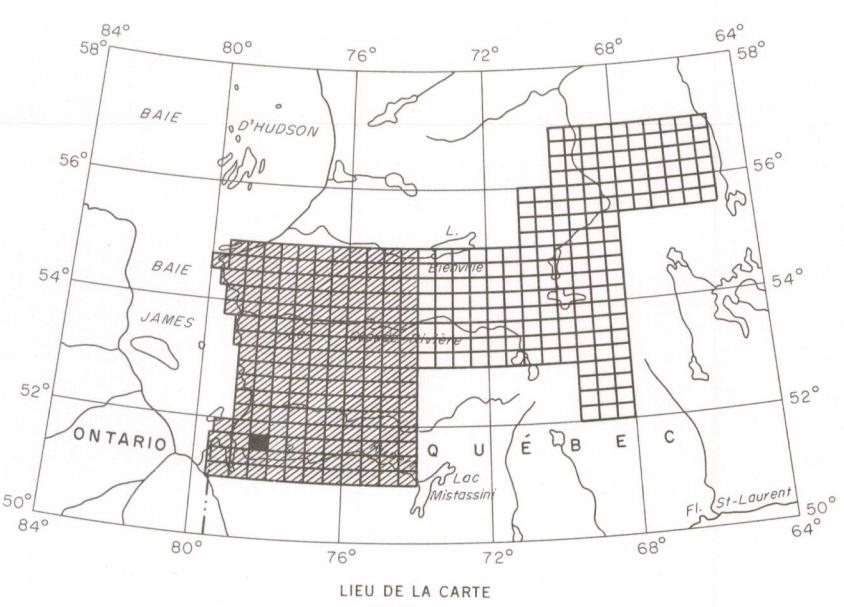 84°
80°
76°
72°
68°
64°
58°
58°
BAIE
D'HUDSON
56°
56°
L.
Bienville
BAIE
54°
54°
JAMES
Grande Rivière
52°
52°
ONTARIO
QUÉBEC
Lac
Mistassini
Fl. St-Laurent
50°
50°
84°
80°
76°
72°
68°
64°
LIEU DE LA CARTE